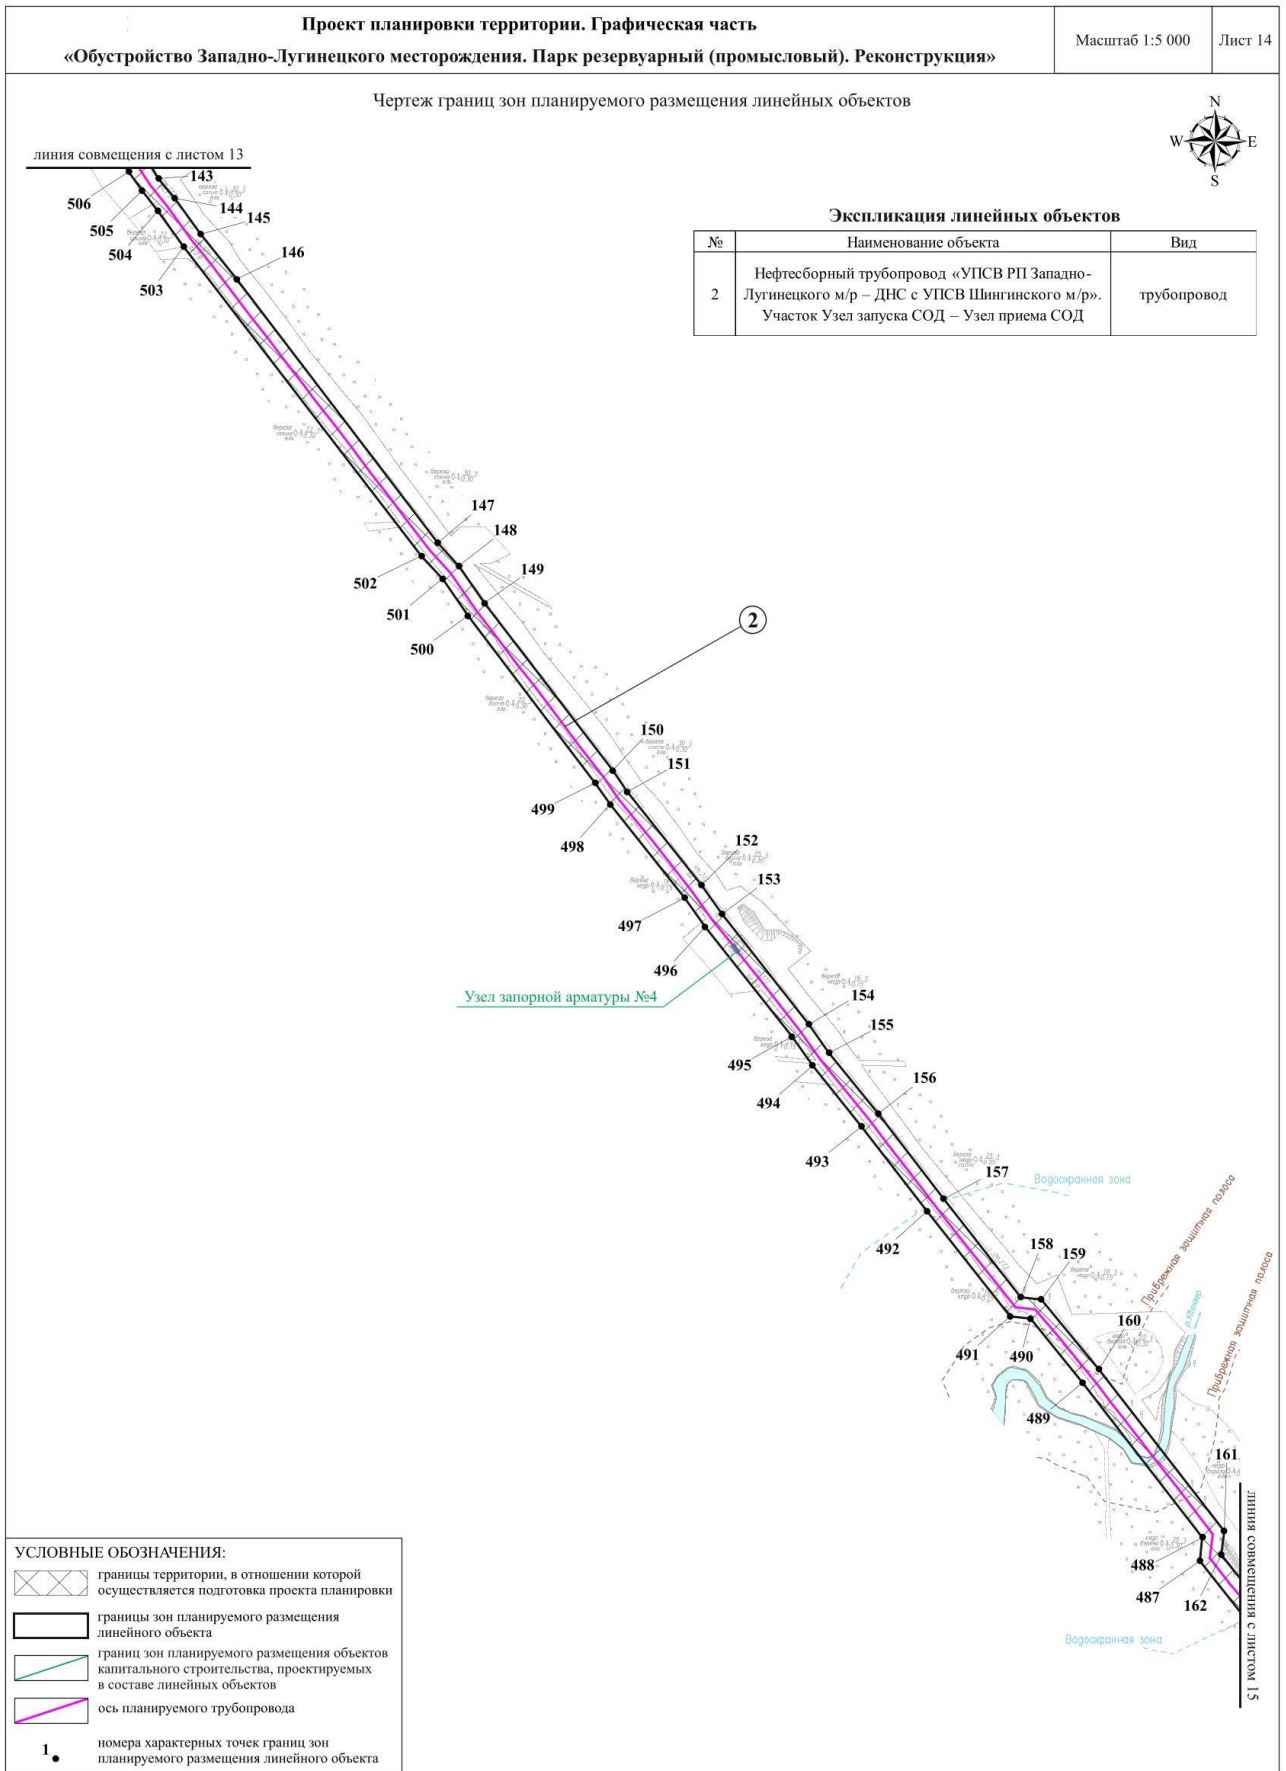 Проект планировки территории. Графическая часть
«Обустройство Западно-Лугинецкого месторождения. Парк резервуарный (промысловый). Реконструкция»
Масштаб 1:5 000
Лист 14
Чертеж границ зон планируемого размещения линейных объектов
N
W
E
S
линия совмещения с листом 13
Экспликация линейных объектов
№
Наименование объекта
Вид
2
Нефтесборный трубопровод «УПСВ РП Западно-
Лугинецкого м/р – ДНС с УПСВ Шингинского м/р».
Участок Узел запуска СОД – Узел приема СОД
трубопровод
143
506
144
505
145
504
146
503
147
148
502
149
501
500
2
150
151
499
498
152
153
497
496
Узел запорной арматуры №4
154
155
495
494
156
493
157
Водоохранная зона
492
158
159
Прибрежная защитная полоса
160
491
490
Прибрежная защитная полоса
489
161
488
487
162
Водоохранная зона
линия совмещения с листом 15
УСЛОВНЫЕ ОБОЗНАЧЕНИЯ:
границы территории, в отношении которой
осуществляется подготовка проекта планировки
границы зон планируемого размещения
линейного объекта
границ зон планируемого размещения объектов
капитального строительства, проектируемых
в составе линейных объектов
ось планируемого трубопровода
1
номера характерных точек границ зон
планируемого размещения линейного объекта